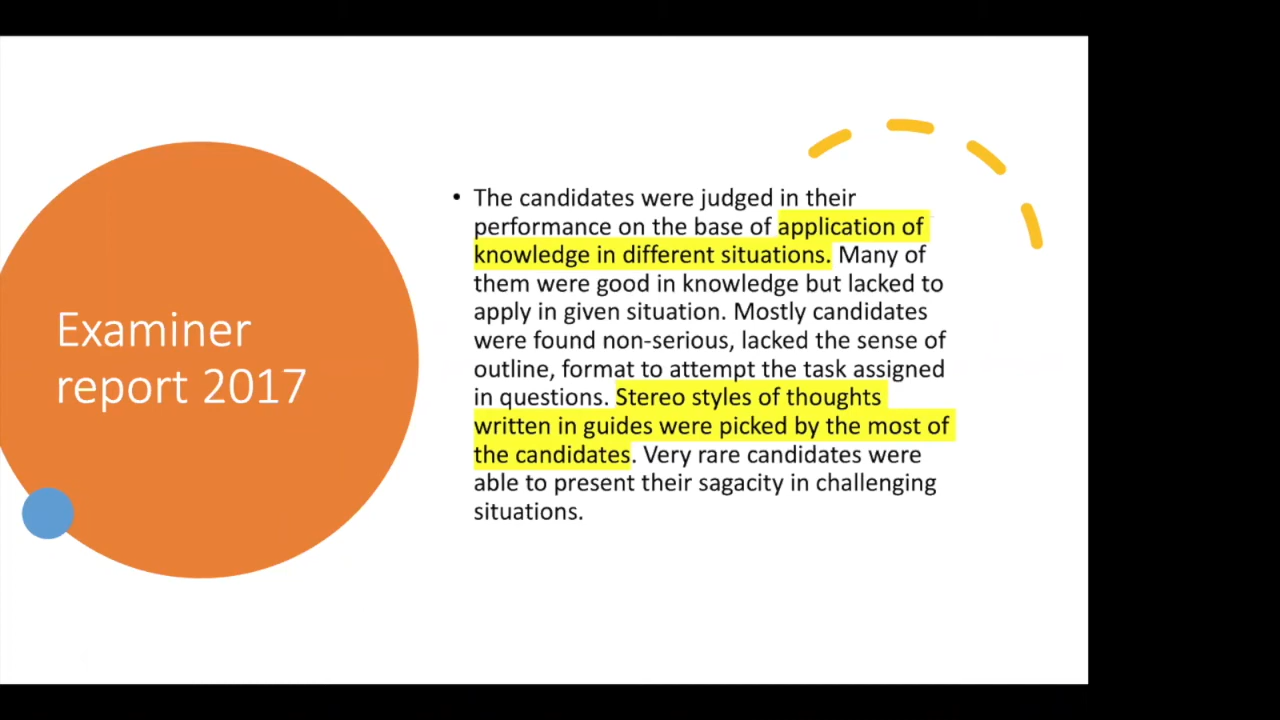 Examiner
report 2017
• The candidates were judged in their
performance on the base of application of
knowledge in different situations. Many of
them were good in knowledge but lacked to
apply in given situation. Mostly candidates
were found non-serious, lacked the sense of
outline, format to attempt the task assigned
in questions. Stereo styles of thoughts
written in guides were picked by the most of
the candidates. Very rare candidates were
able to present their sagacity in challenging
situations.